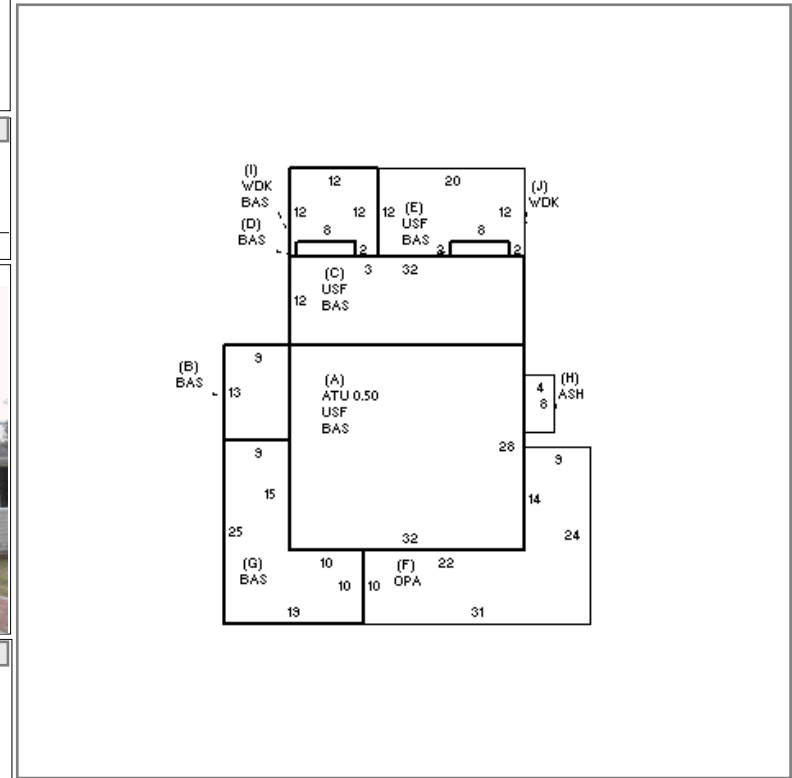 (I)
WDK
BAS
12
20
(J)
WDK
12
12
12
(E)
USF
BAS
12
(D)
BAS
8
2
8
2
2
(C)
USF
BAS
3
32
12
(B)
BAS
9
13
(A)
ATU 0.50
USF
BAS
4
8
(H)
ASH
28
9
9
15
14
25
24
32
(G)
BAS
10
10
10
(F)
OPA
22
19
31